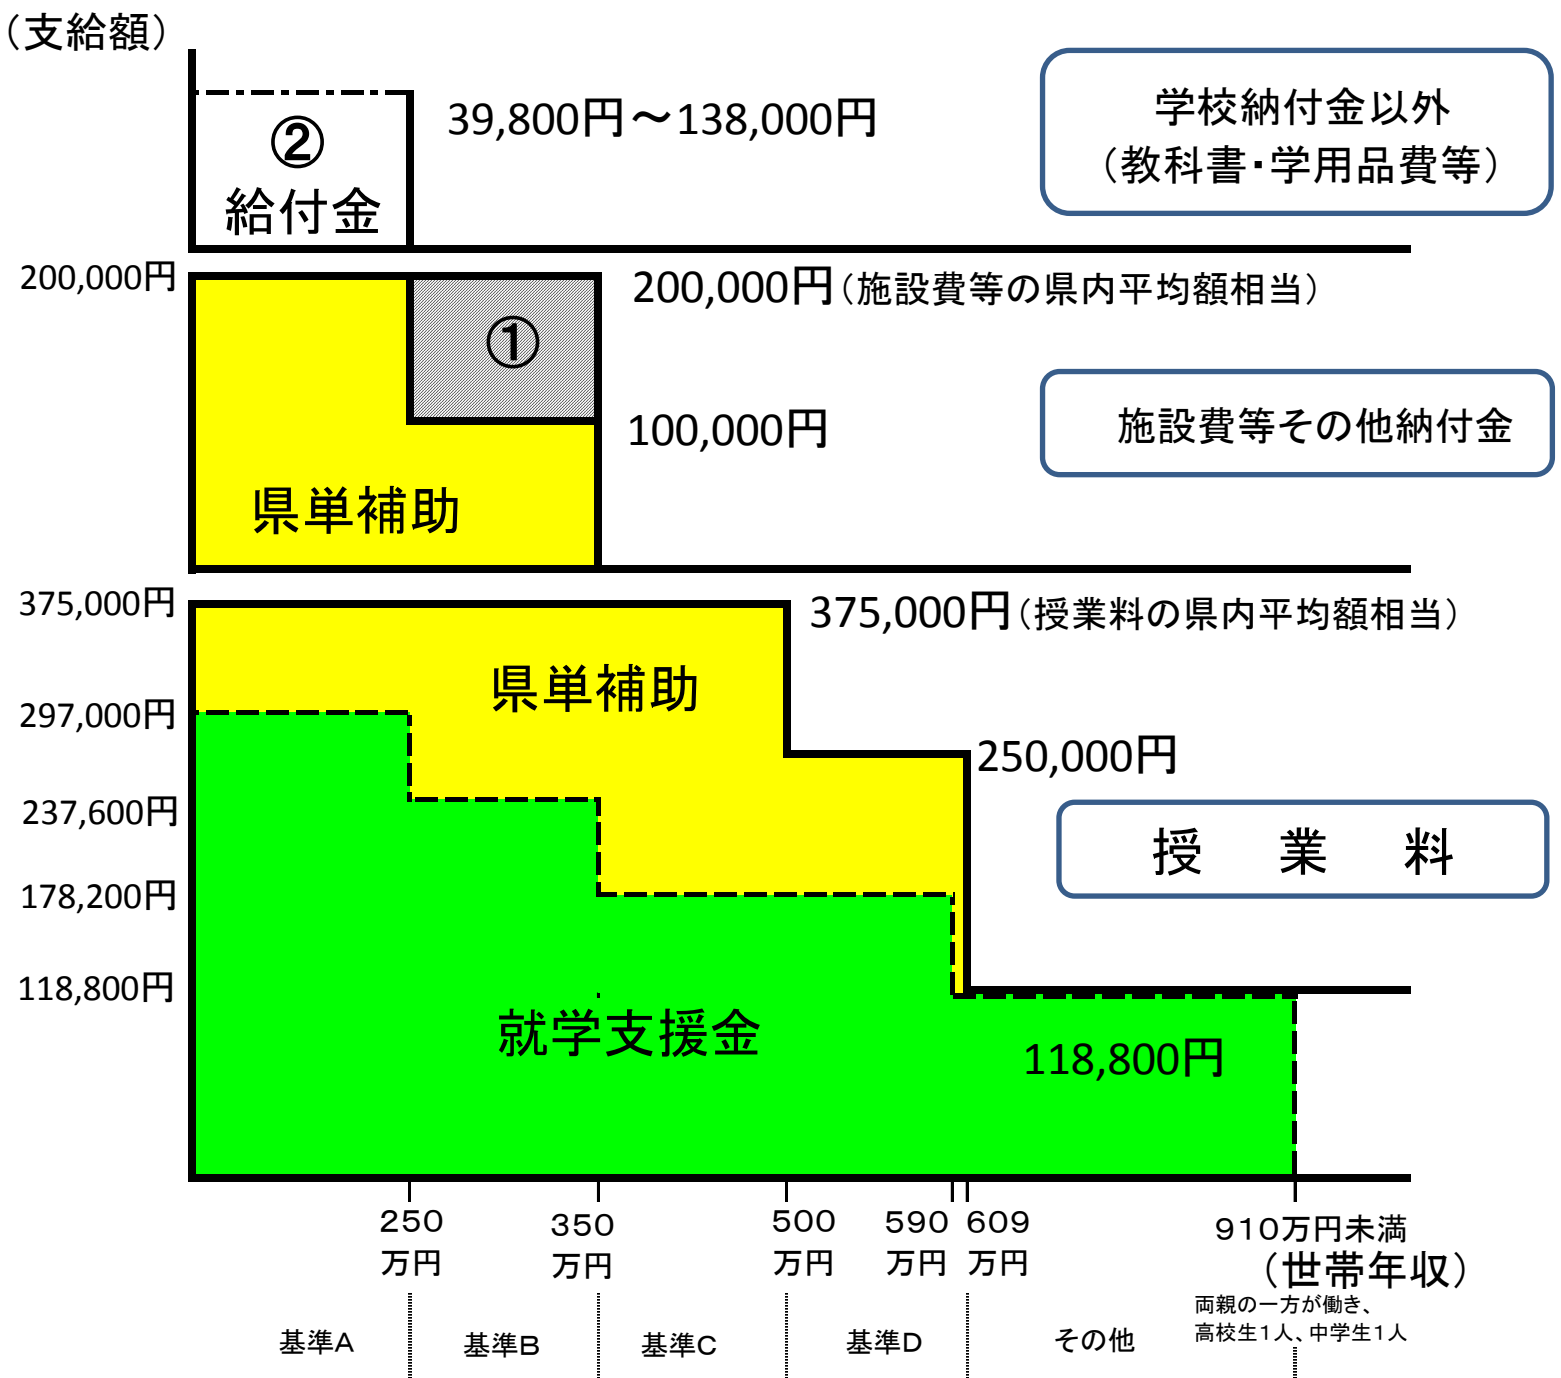 （支給額）
②
給付金
39,800円～138,000円
学校納付金以外
（教科書・学用品費等）
200,000円
200,000円（施設費等の県内平均額相当）
①
100,000円
施設費等その他納付金
県単補助
375,000円
375,000円（授業料の県内平均額相当）
県単補助
297,000円
250,000円
237,600円
授　業　料
178,200円
118,800円
就学支援金
118,800円
250
万円
350
万円
500
万円
590
万円
609
万円
910万円未満
（世帯年収）
両親の一方が働き、
高校生1人、中学生1人
基準A
基準B
基準C
基準D
その他